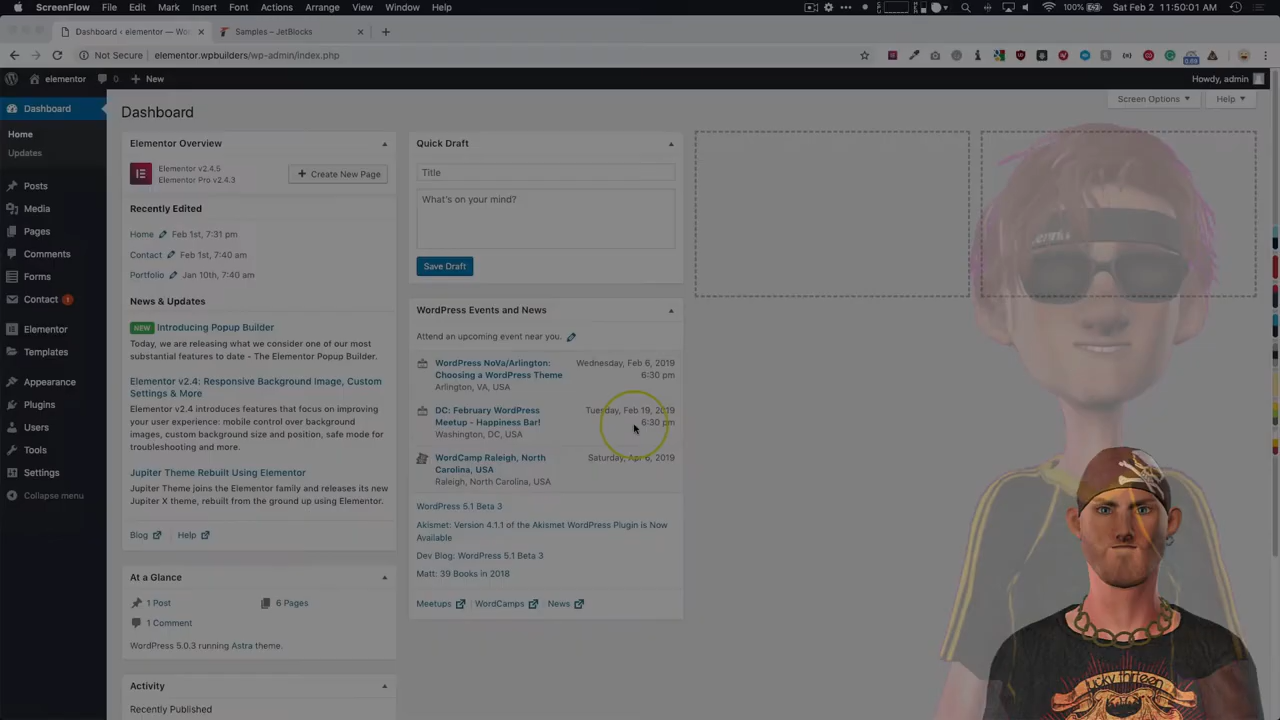 ScreenFlow File Edit Mark Insert Font Actions Arrange View Window Help 100% Sat Feb 2 11:50:01 AM
Dashboard ‹ elementor — Wo Samples – JetBlocks
Not Secure elementor.wpbuilders/wp-admin/index.php
elementor 0 New Howdy, admin
Dashboard
Home
Updates
Posts
Media
Pages
Comments
Forms
Contact 1
Elementor
Templates
Appearance
Plugins
Users
Tools
Settings
Collapse menu
Dashboard
Screen Options Help
Elementor Overview
Elementor v2.4.5
Elementor Pro v2.4.3
Create New Page
Recently Edited
Home Feb 1st, 7:31 pm
Contact Feb 1st, 7:40 am
Portfolio Jan 10th, 7:40 am
News & Updates
NEW Introducing Popup Builder
Today, we are releasing what we consider one of our most
substantial features to date - The Elementor Popup Builder.
Elementor v2.4: Responsive Background Image, Custom
Settings & More
Elementor v2.4 introduces features that focus on improving
your user experience: mobile control over background
images, custom background size and position, safe mode for
troubleshooting and more.
Jupiter Theme Rebuilt Using Elementor
Jupiter Theme joins the Elementor family and releases its new
Jupiter X theme, rebuilt from the ground up using Elementor.
Blog Help
At a Glance
1 Post 6 Pages
1 Comment
WordPress 5.0.3 running Astra theme.
Activity
Recently Published
Quick Draft
Title
What's on your mind?
Save Draft
WordPress Events and News
Attend an upcoming event near you.
WordPress NoVa/Arlington: Wednesday, Feb 6, 2019
Choosing a WordPress Theme 6:30 pm
Arlington, VA, USA
DC: February WordPress Tuesday, Feb 19, 2019
Meetup - Happiness Bar! 6:30 pm
Washington, DC, USA
WordCamp Raleigh, North Saturday, Apr 6, 2019
Carolina, USA
Raleigh, North Carolina, USA
WordPress 5.1 Beta 3
Akismet: Version 4.1.1 of the Akismet WordPress Plugin is Now
Available
Dev Blog: WordPress 5.1 Beta 3
Matt: 39 Books in 2018
Meetups WordCamps News